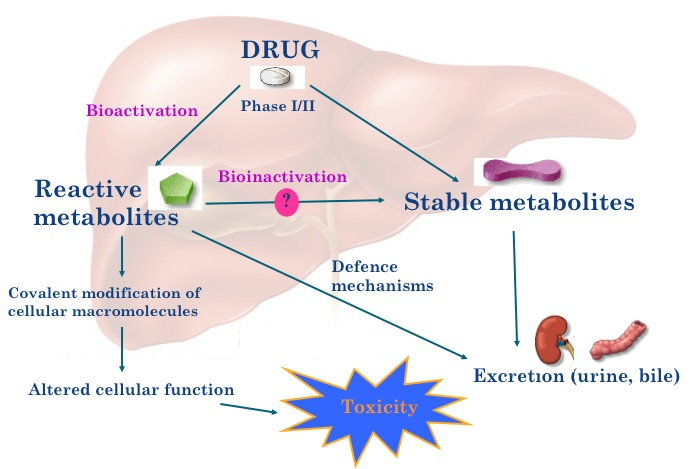 DRUG
Phase I/II
Bioactivation
Bioinactivation
?
Reactive
metabolites
Stable metabolites
Defence
mechanisms
Covalent modification of
cellular macromolecules
Altered cellular function
Toxicity
Excretion (urine, bile)